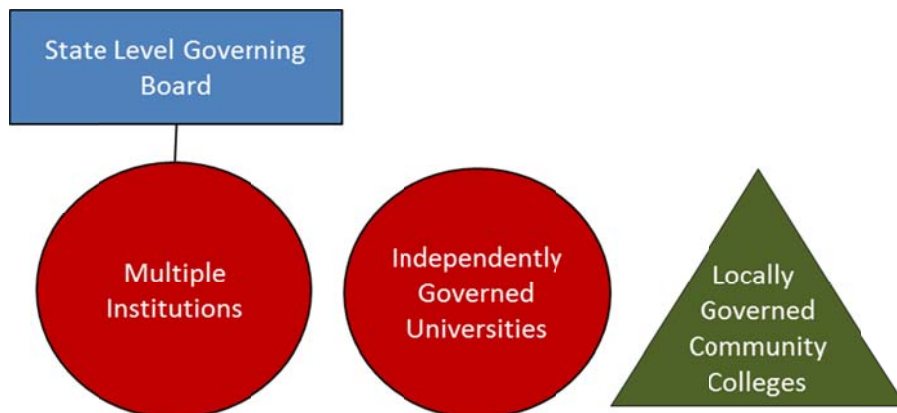 State Level Governing
Board
Multiple
Institutions
Independently
Governed
Universities
Locally
Governed
Community
Colleges